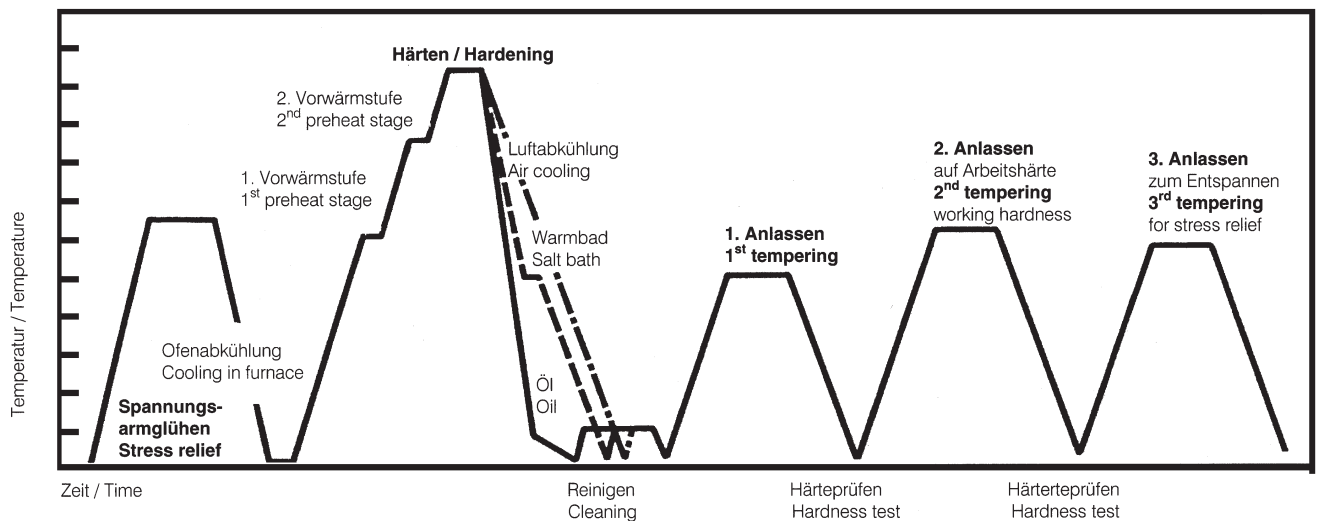 Härten / Hardening
2. Vorwärmstufe
2nd preheat stage
1. Vorwärmstufe
1st preheat stage
Luftabkühlung
Air cooling
Warmbad
Salt bath
Öl
Oil
Ofenabkühlung
Cooling in furnace
Spannungs-
armglühen
Stress relief
1. Anlassen
1st tempering
2. Anlassen
auf Arbeitshärte
2nd tempering
working hardness
3. Anlassen
zum Entspannen
3rd tempering
for stress relief
Temperatur / Temperature
Zeit / Time
Reinigen
Cleaning
Härteprüfen
Hardness test
Härterteprüfen
Hardness test